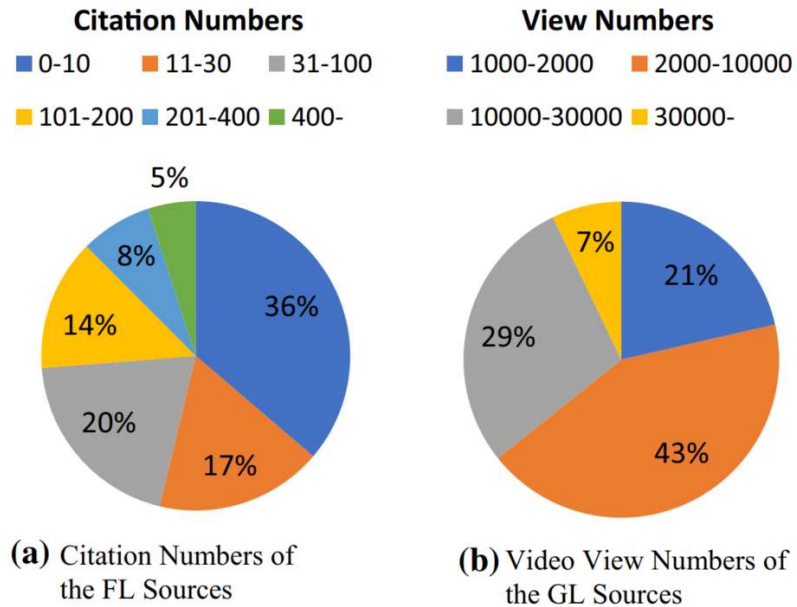 Citation Numbers
0-10 11-30 31-100
101-200 201-400 400-
5%
8%
36%
14%
20%
17%
(a) Citation Numbers of
the FL Sources
View Numbers
1000-2000 2000-10000
10000-30000 30000-
7%
21%
29%
43%
(b) Video View Numbers of
the GL Sources